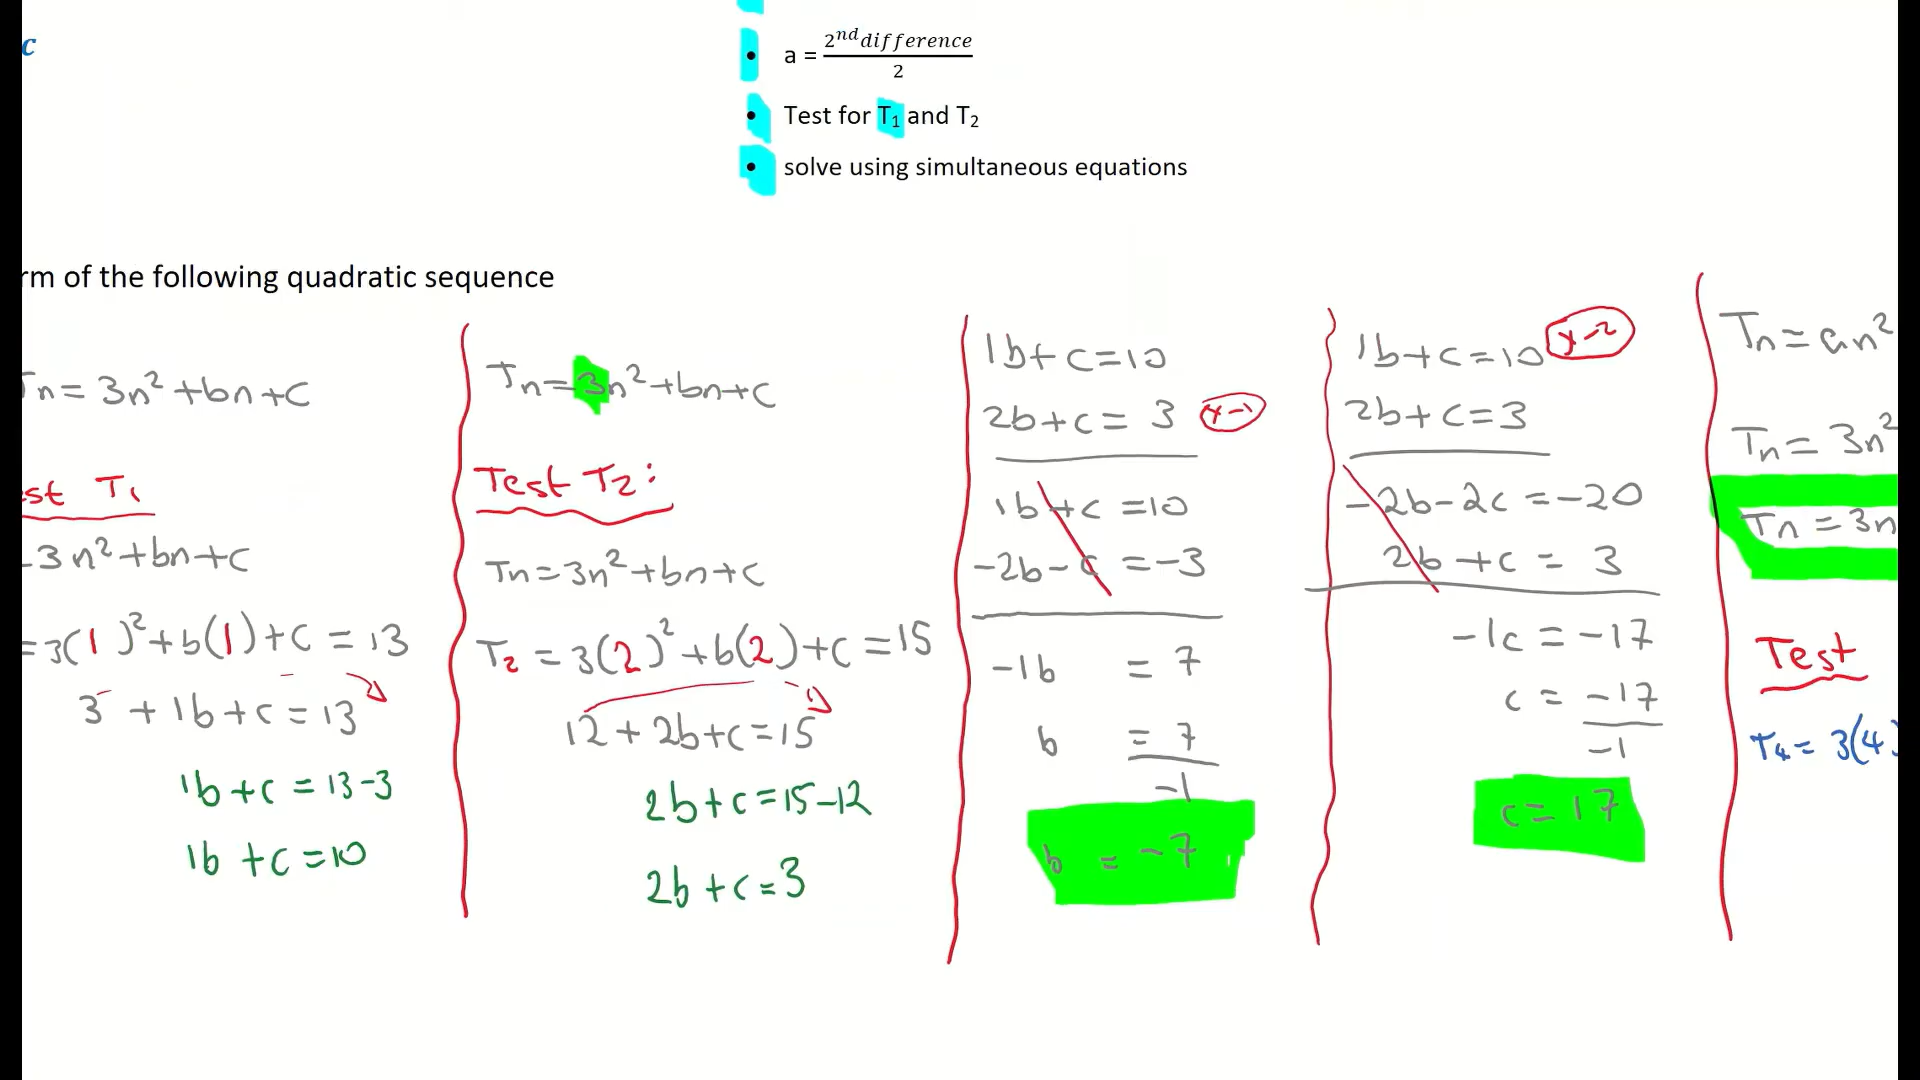 c
a = 2nd difference / 2
Test for T₁ and T₂
solve using simultaneous equations
rm of the following quadratic sequence
Tn = 3n² + bn + c
est T₁
=3n² + bn + c
=3(1)² + b(1) + c = 13
3 + 1b + c = 13
1b + c = 13-3
1b + c = 10
Tn = 3n² + bn + c
Test T₂:
Tn = 3n² + bn + c
T₂ = 3(2)² + b(2) + c = 15
12 + 2b + c = 15
2b + c = 15-12
2b + c = 3
1b + c = 10
2b + c = 3 x-1
1b + c = 10
-2b - c = -3
-1b = 7
b = 7
-1
b = -7
1b + c = 10 x-2
2b + c = 3
-2b - 2c = -20
2b + c = 3
-1c = -17
c = -17
-1
c = 17
Tn = an²
Tn = 3n²
Tn = 3n
Test
T₄ = 3(4)